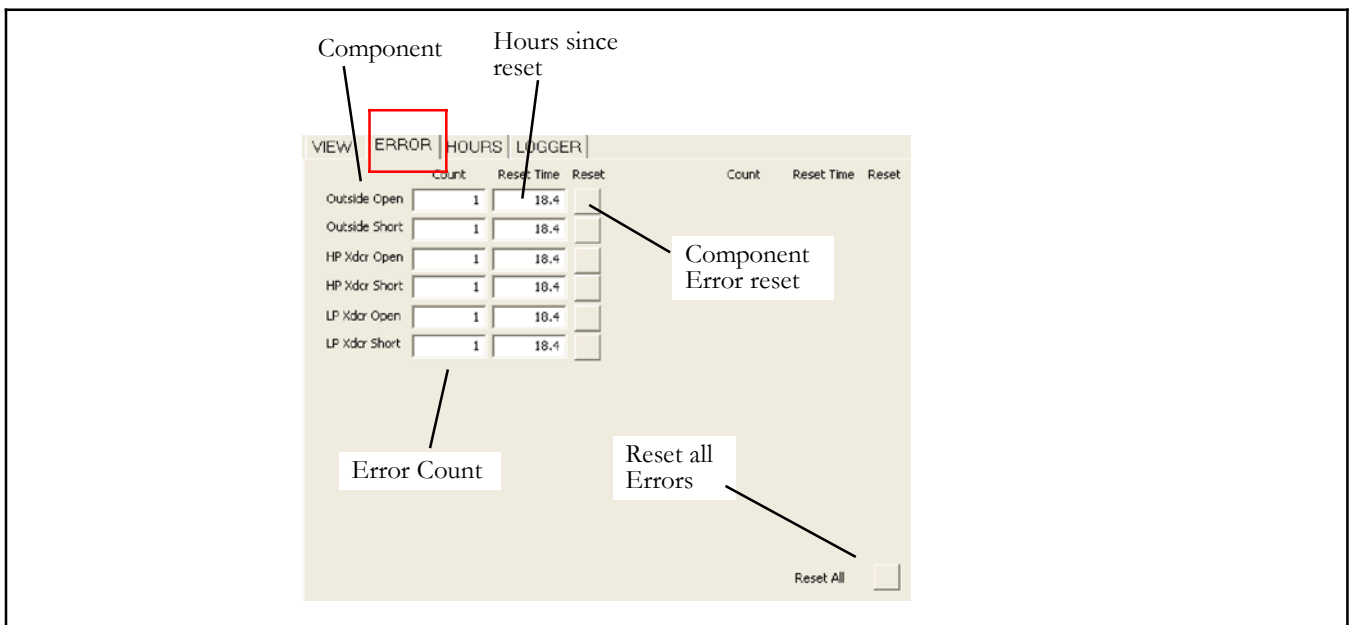 Component
Hours since
reset
VIEW ERROR HOURS LOGGER
Count Reset Time Reset Count Reset Time Reset
Outside Open 1 18.4
Outside Short 1 18.4
HP Xdcr Open 1 18.4
HP Xdcr Short 1 18.4
LP Xdcr Open 1 18.4
LP Xdcr Short 1 18.4
Component
Error reset
Error Count
Reset all
Errors
Reset All